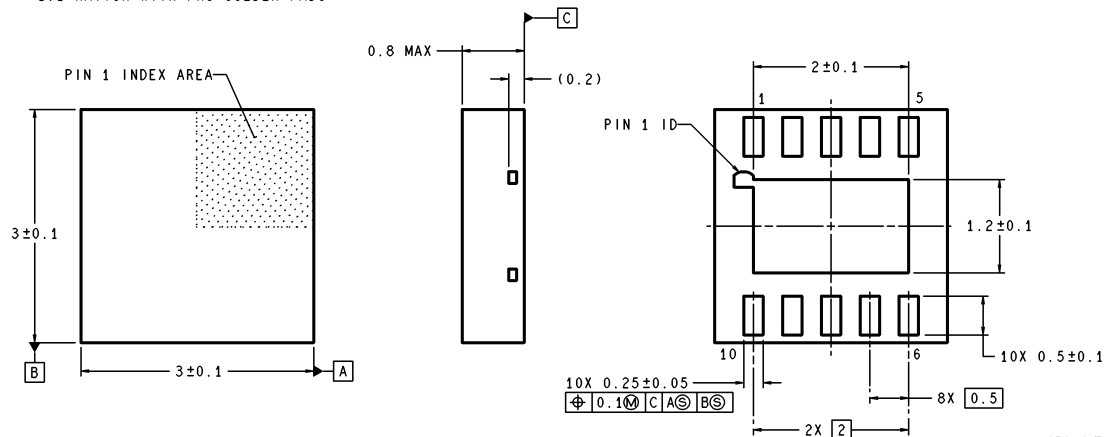 C
0.8 MAX
PIN 1 INDEX AREA
(0.2)
2±0.1
1
5
PIN 1 ID
3±0.1
1.2±0.1
B
3±0.1
A
10
6
10X 0.5±0.1
10X 0.25±0.05
⌖ 0.1Ⓜ C AⓈ BⓈ
8X 0.5
2X 2